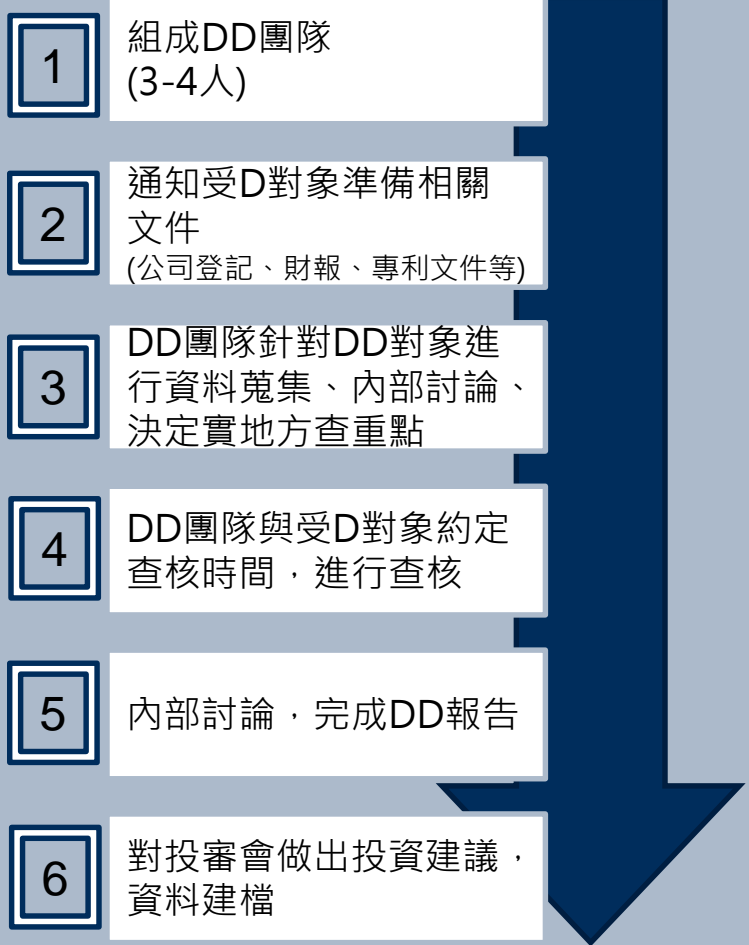 1
組成DD團隊
(3-4人)
2
通知受D對象準備相關
文件
(公司登記、財報、專利文件等)
3
DD團隊針對DD對象進
行資料蒐集、內部討論、
決定實地方查重點
4
DD團隊與受D對象約定
查核時間，進行查核
5
內部討論，完成DD報告
6
對投審會做出投資建議，
資料建檔